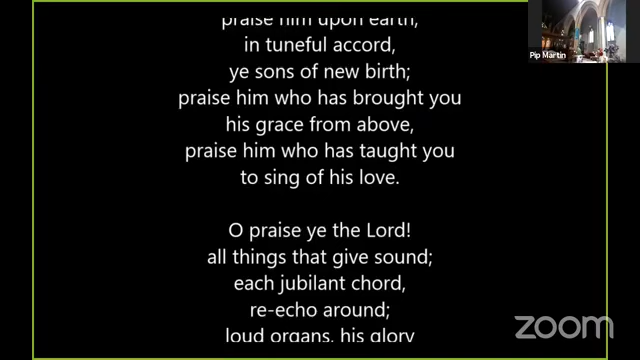 praise him upon earth,
in tuneful accord,
ye sons of new birth;
praise him who has brought you
his grace from above,
praise him who has taught you
to sing of his love.
O praise ye the Lord!
all things that give sound;
each jubilant chord,
re-echo around;
loud organs, his glory
Pip Martin
zoom